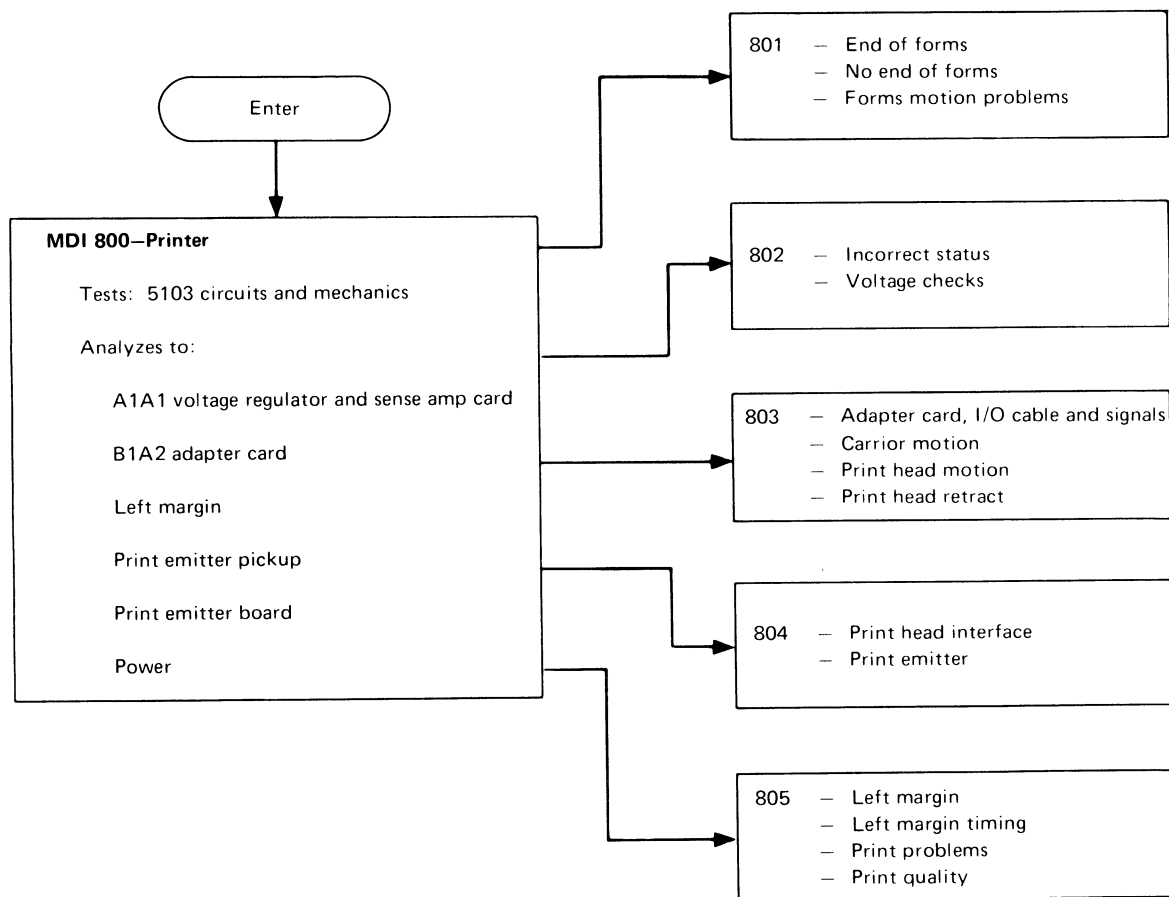 Enter
MDI 800—Printer
Tests: 5103 circuits and mechanics
Analyzes to:
A1A1 voltage regulator and sense amp card
B1A2 adapter card
Left margin
Print emitter pickup
Print emitter board
Power
801 — End of forms
— No end of forms
— Forms motion problems
802 — Incorrect status
— Voltage checks
803 — Adapter card, I/O cable and signals
— Carrior motion
— Print head motion
— Print head retract
804 — Print head interface
— Print emitter
805 — Left margin
— Left margin timing
— Print problems
— Print quality